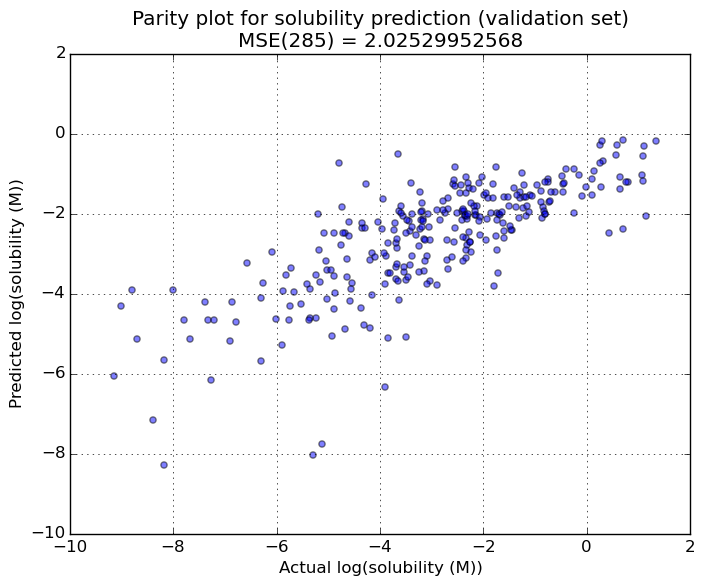 Parity plot for solubility prediction (validation set)
MSE(285) = 2.02529952568
2
0
−2
−4
−6
−8
−10
Predicted log(solubility (M))
−10 −8 −6 −4 −2 0 2
Actual log(solubility (M))